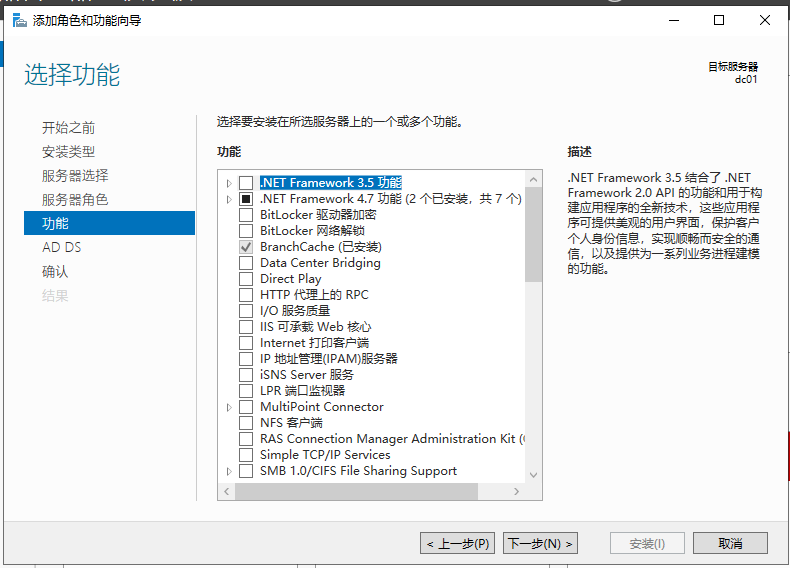 添加角色和功能向导
选择功能
目标服务器
dc01
开始之前
安装类型
服务器选择
服务器角色
功能
AD DS
确认
结果
选择要安装在所选服务器上的一个或多个功能。
功能
.NET Framework 3.5 功能
.NET Framework 4.7 功能 (2 个已安装，共 7 个)
BitLocker 驱动器加密
BitLocker 网络解锁
BranchCache (已安装)
Data Center Bridging
Direct Play
HTTP 代理上的 RPC
I/O 服务质量
IIS 可承载 Web 核心
Internet 打印客户端
IP 地址管理(IPAM)服务器
iSNS Server 服务
LPR 端口监视器
MultiPoint Connector
NFS 客户端
RAS Connection Manager Administration Kit (
Simple TCP/IP Services
SMB 1.0/CIFS File Sharing Support
描述
.NET Framework 3.5 结合了 .NET
Framework 2.0 API 的功能和用于构
建应用程序的全新技术，这些应用程
序可提供美观的用户界面，保护客户
个人身份信息，实现顺畅而安全的通
信，以及提供为一系列业务进程建模
的功能。
< 上一步(P)
下一步(N) >
安装(I)
取消